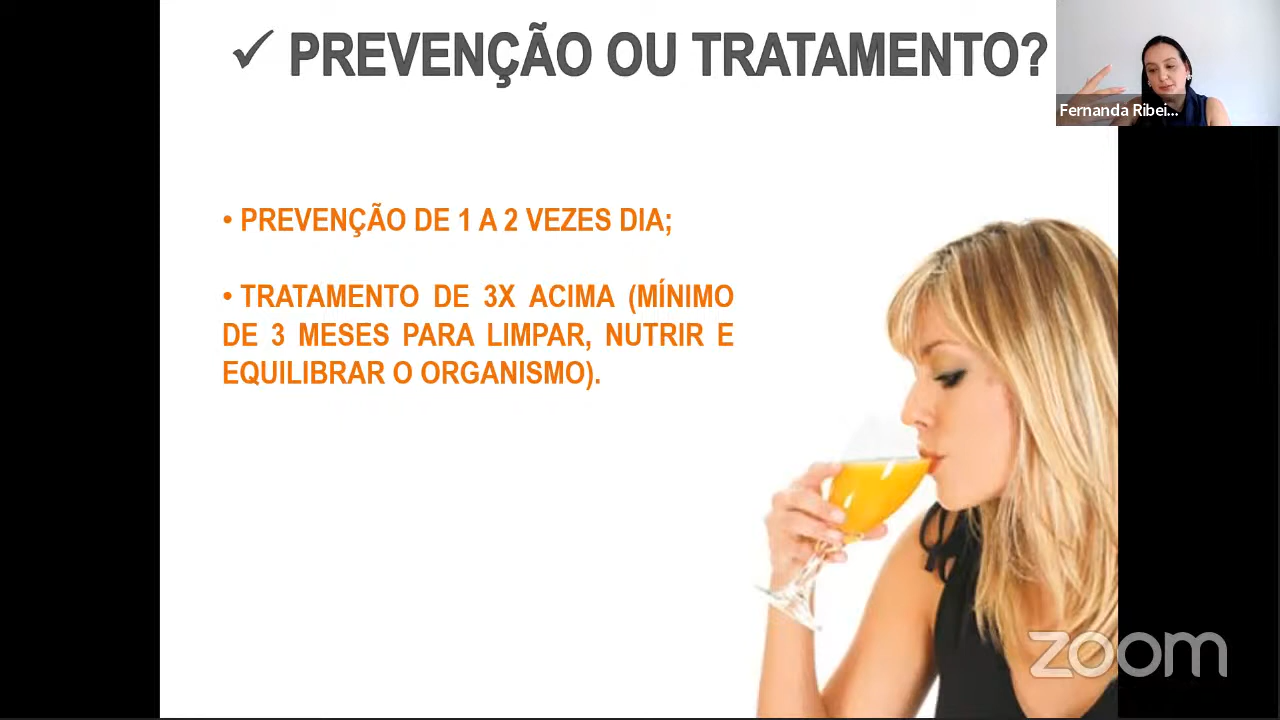 ✓ PREVENÇÃO OU TRATAMENTO?
Fernanda Ribei...
• PREVENÇÃO DE 1 A 2 VEZES DIA;
• TRATAMENTO DE 3X ACIMA (MÍNIMO
DE 3 MESES PARA LIMPAR, NUTRIR E
EQUILIBRAR O ORGANISMO).
zoom